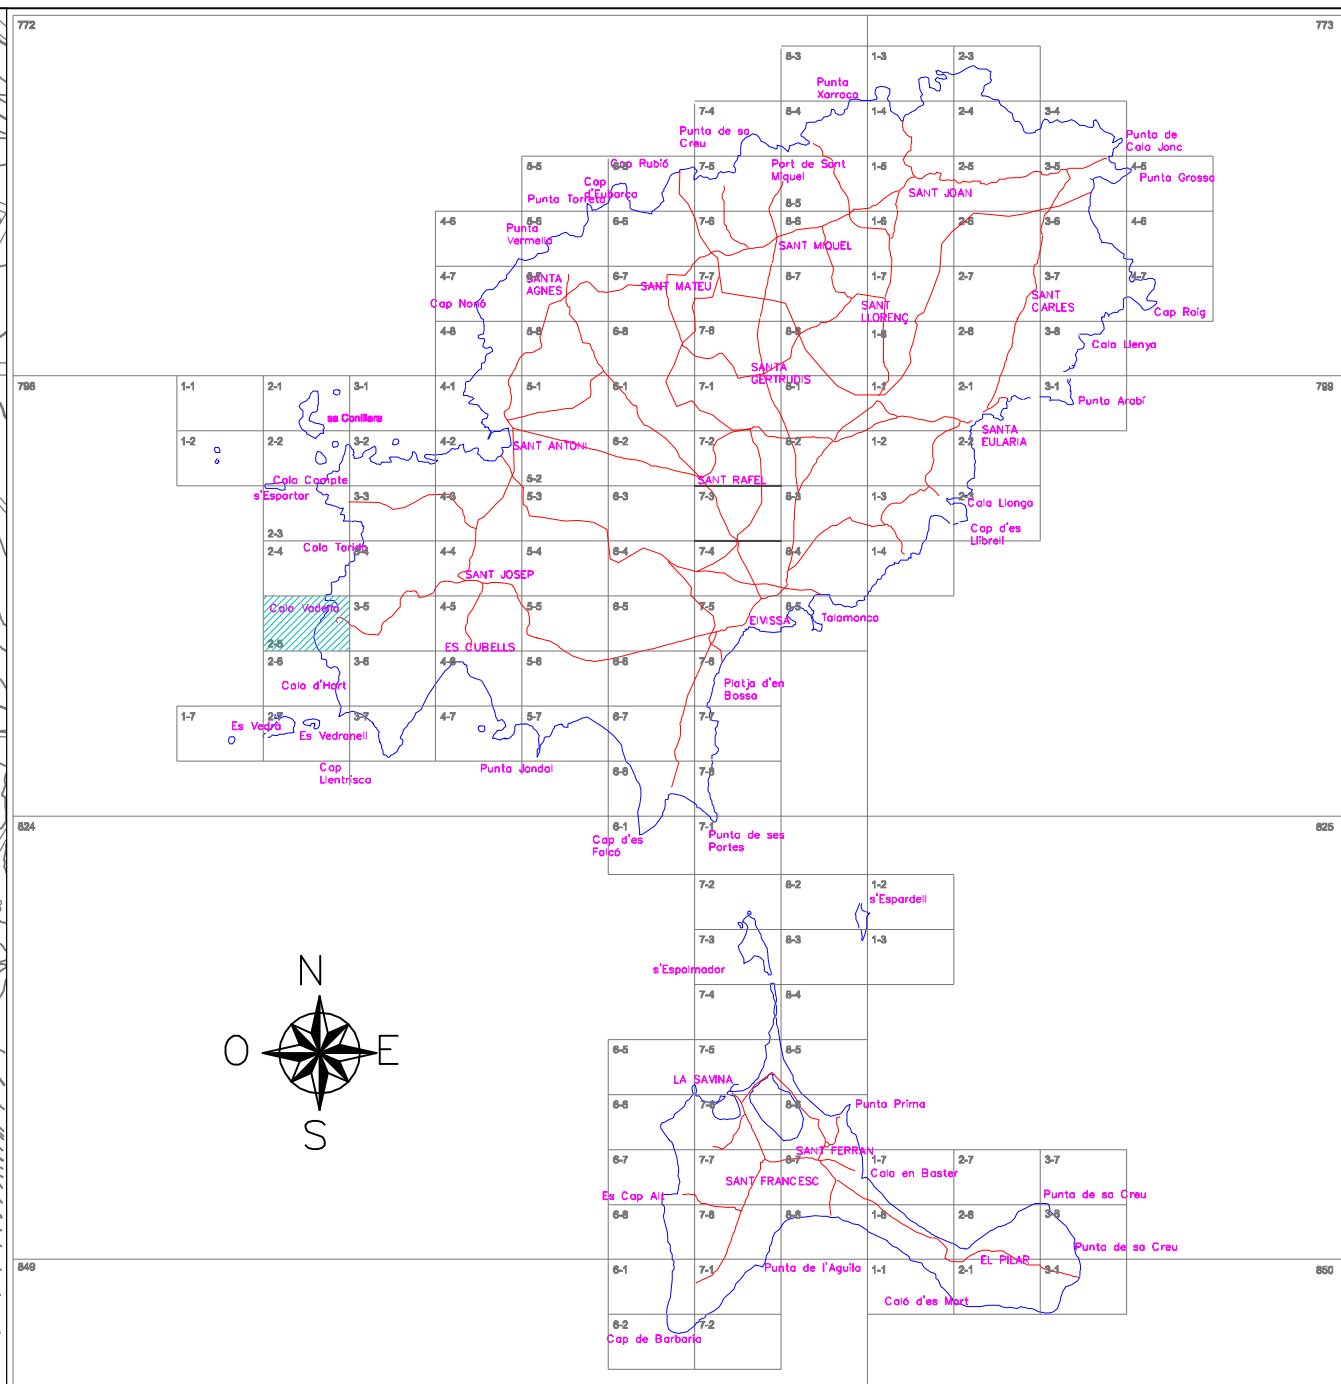 772
773
8-3
1-3
2-3
Punta
Xarraca
7-4
8-4
1-4
2-4
3-4
Punta de sa
Creu
Punta de
Cala Jonc
5-5
6-5
Cap Rubió
7-5
Port de Sant
Miquel
1-5
2-5
3-5
4-5
Punta Grossa
Cap
d'Eubarca
Punta Torreta
SANT JOAN
8-5
4-6
5-6
6-6
7-6
8-6
1-6
2-6
3-6
4-6
Punta
Vermella
SANT MIQUEL
4-7
5-7
SANTA
AGNES
6-7
SANT MATEU
7-7
8-7
1-7
2-7
3-7
4-7
Cap Nonó
SANT
LLORENÇ
SANT
CARLES
Cap Roig
4-8
5-8
6-8
7-8
8-8
1-8
2-8
3-8
Cala Llenya
SANTA
GERTRUDIS
798
799
1-1
2-1
3-1
4-1
5-1
6-1
7-1
8-1
1-1
2-1
3-1
Punta Arabí
sa Conillera
SANTA
EULARIA
1-2
2-2
3-2
4-2
SANT ANTONI
6-2
7-2
8-2
1-2
2-2
5-2
Cala Compte
SANT RAFEL
s'Espartar
3-3
4-3
5-3
6-3
7-3
8-3
1-3
2-3
Cala Llonga
2-3
Cap d'es
Llibrell
2-4
Cala Tarida
3-4
4-4
5-4
6-4
7-4
8-4
1-4
SANT JOSEP
Cala Vadella
3-5
4-5
5-5
6-5
7-5
8-5
EIVISSA
Talamanca
2-5
ES CUBELLS
2-6
3-6
4-6
5-6
6-6
7-6
Cala d'Hort
Platja d'en
Bossa
1-7
2-7
3-7
4-7
5-7
6-7
7-7
Es Vedrà
Es Vedranell
Cap
Llentrisca
Punta Jondal
6-8
7-8
824
825
6-1
7-1
Cap d'es
Falcó
Punta de ses
Portes
7-2
8-2
1-2
s'Espardell
7-3
8-3
1-3
s'Espalmador
7-4
8-4
N
O
E
S
6-5
7-5
8-5
LA SAVINA
6-6
7-6
8-6
Punta Prima
SANT FERRAN
6-7
7-7
8-7
1-7
2-7
3-7
Cala en Baster
SANT FRANCESC
Es Cap Alt
Punta de sa Creu
6-8
7-8
8-8
1-8
2-8
3-8
Punta de sa Creu
EL PILAR
849
850
6-1
7-1
Punta de l'Aguila
1-1
2-1
3-1
Caló d'es Mort
6-2
7-2
Cap de Barbaria